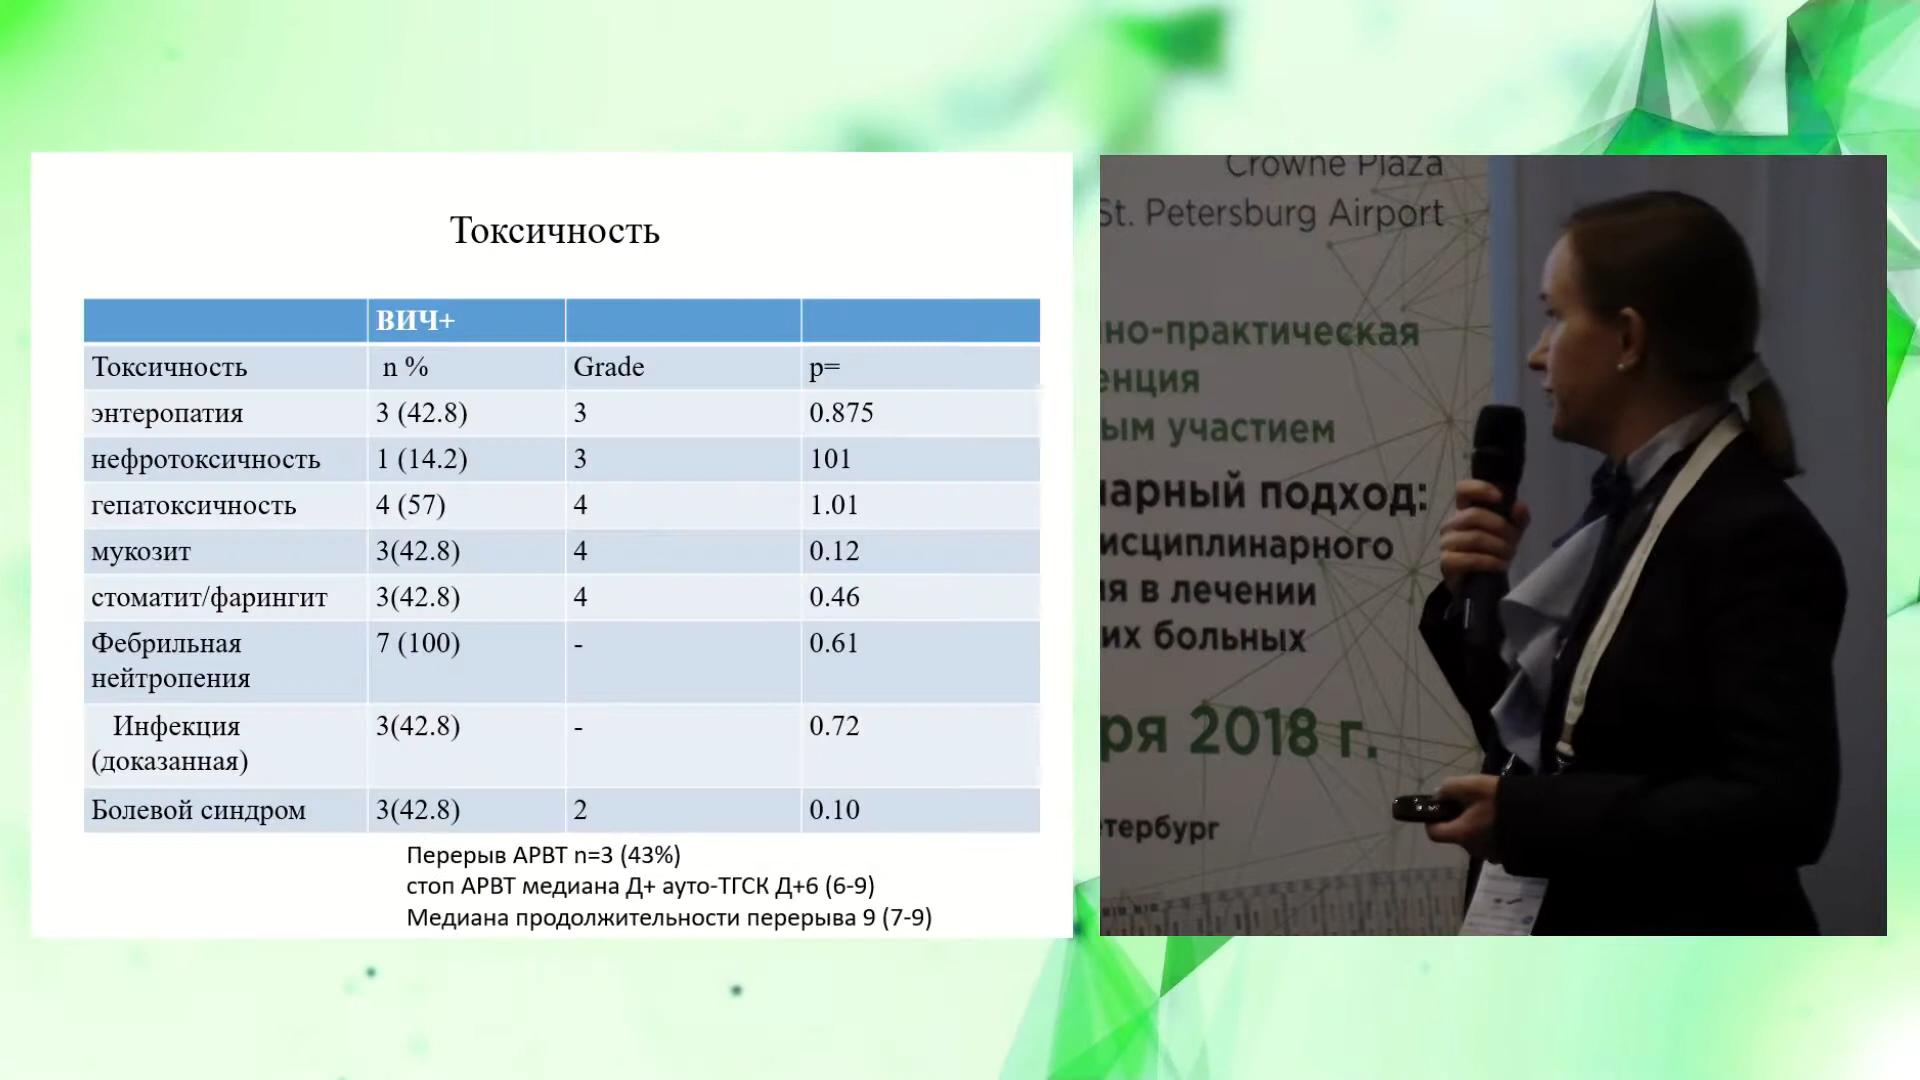 Токсичность
ВИЧ+
Токсичность n % Grade p=
энтеропатия 3 (42.8) 3 0.875
нефротоксичность 1 (14.2) 3 101
гепатоксичность 4 (57) 4 1.01
мукозит 3(42.8) 4 0.12
стоматит/фарингит 3(42.8) 4 0.46
Фебрильная нейтропения 7 (100) - 0.61
Инфекция (доказанная) 3(42.8) - 0.72
Болевой синдром 3(42.8) 2 0.10
Перерыв АРВТ n=3 (43%)
стоп АРВТ медиана Д+ ауто-ТГСК Д+6 (6-9)
Медиана продолжительности перерыва 9 (7-9)
Crowne Plaza
St. Petersburg Airport
но-практическая
енция
ым участием
арный подход:
исциплинарного
я в лечении
их больных
ря 2018 г.
тербург